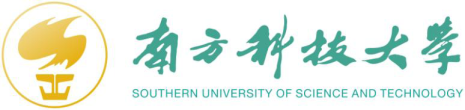 南方科技大学
SOUTHERN UNIVERSITY OF SCIENCE AND TECHNOLOGY